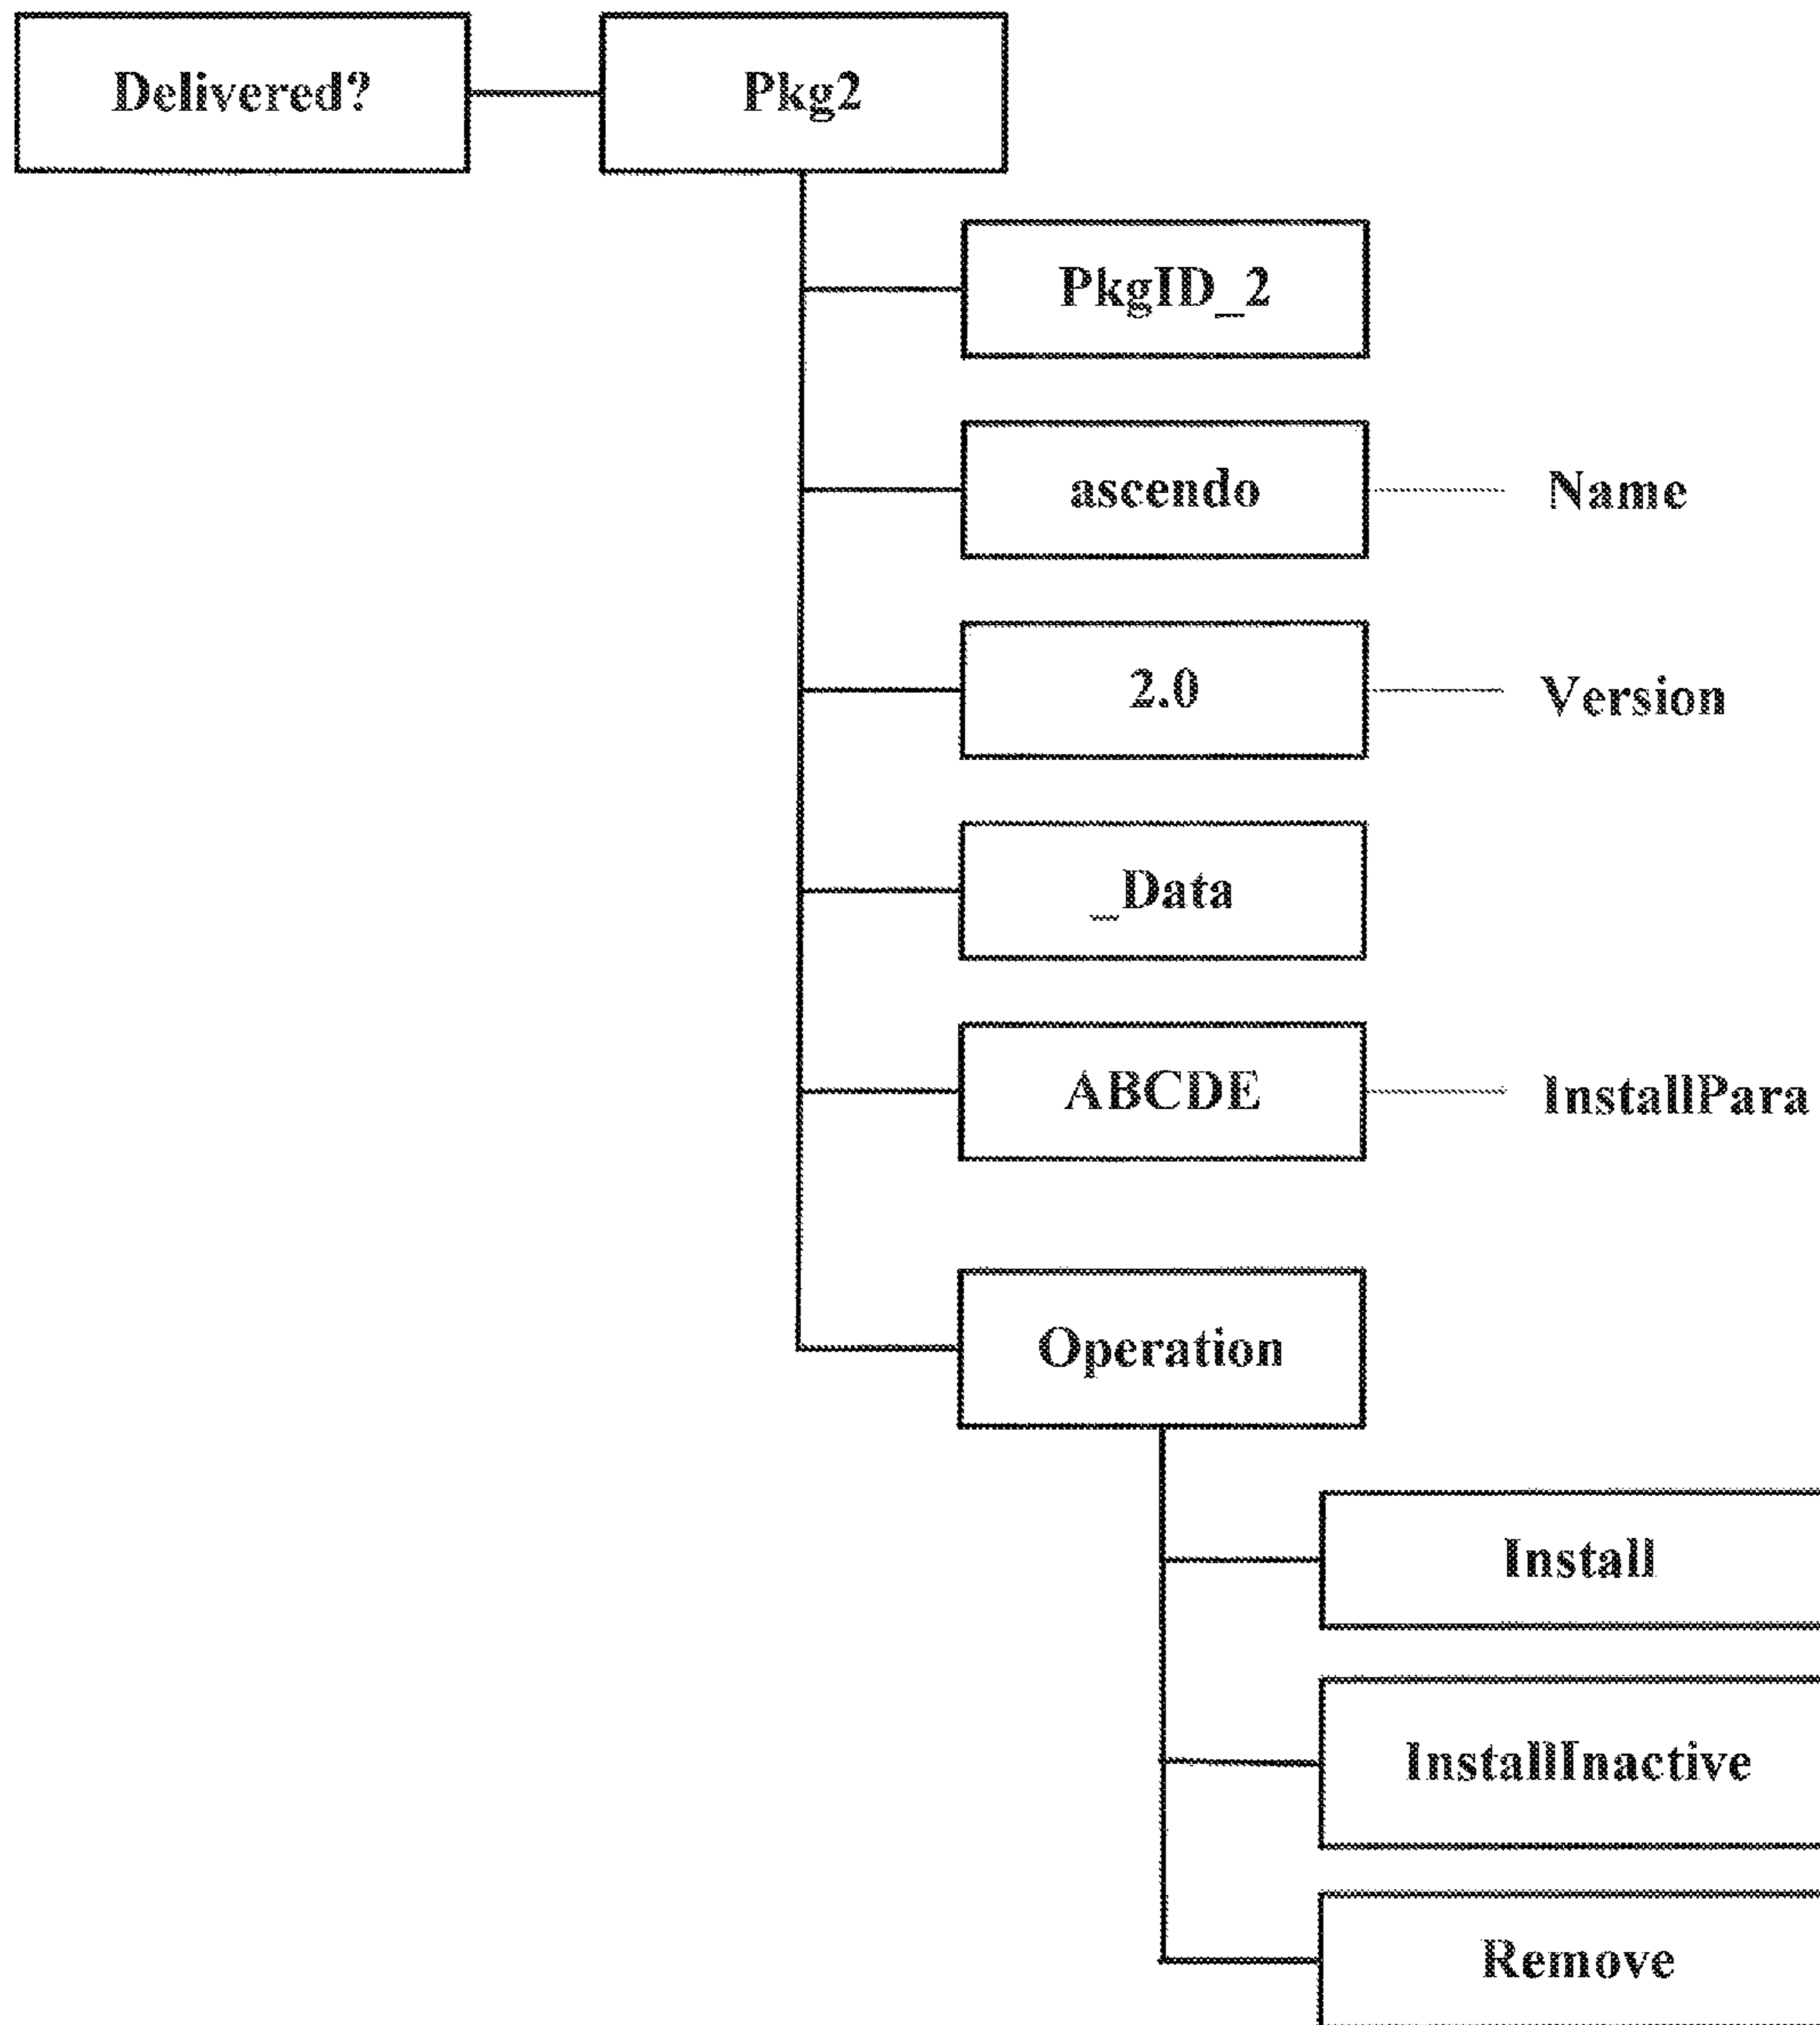 Delivered?
Pkg2
PkgID_2
ascendo
Name
2.0
Version
_Data
ABCDE
InstallPara
Operation
Install
InstallInactive
Remove